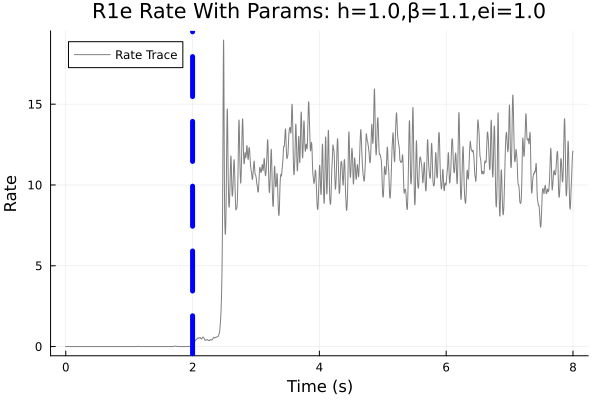 R1e Rate With Params: h=1.0,β=1.1,ei=1.0
Rate Trace
15
10
5
0
Rate
0 2 4 6 8
Time (s)